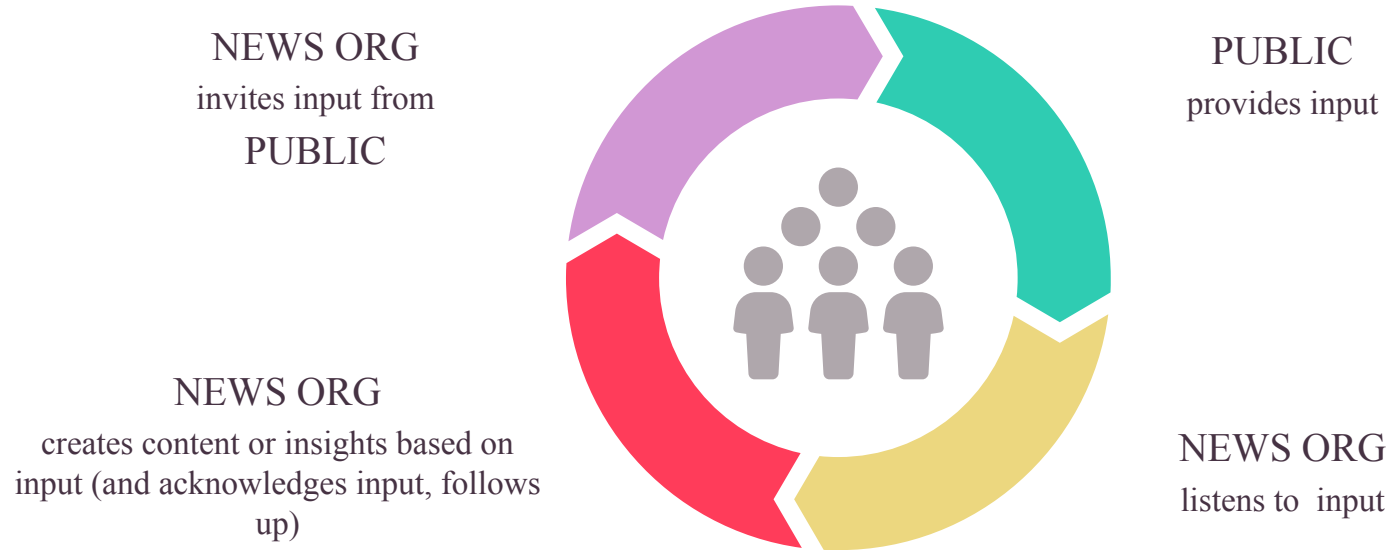 NEWS ORG
invites input from
PUBLIC
PUBLIC
provides input
NEWS ORG
listens to  input
NEWS ORG
creates content or insights based on
input (and acknowledges input, follows
up)